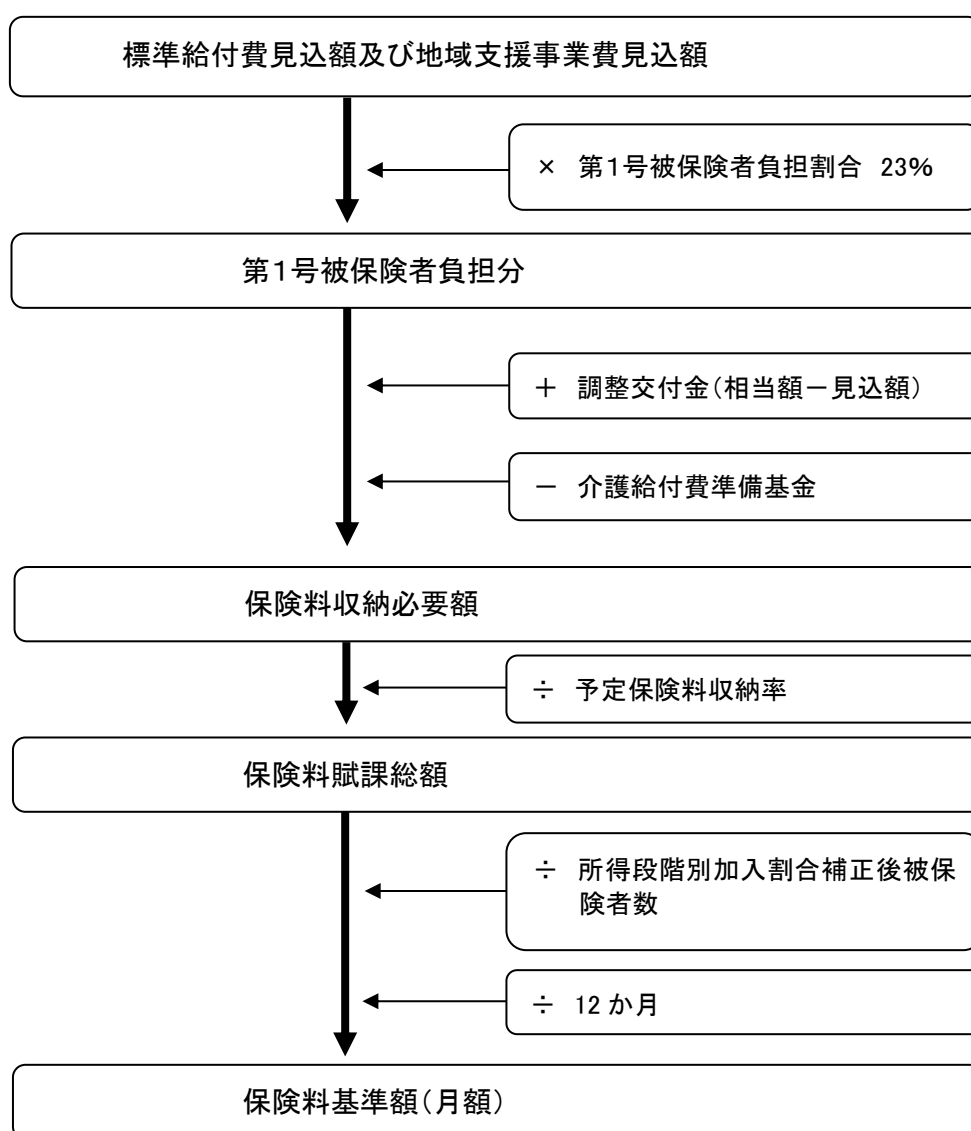 標準給付費見込額及び地域支援事業費見込額
× 第1号被保険者負担割合 23%
第1号被保険者負担分
+ 調整交付金(相当額-見込額)
- 介護給付費準備基金
保険料収納必要額
÷ 予定保険料収納率
保険料賦課総額
÷ 所得段階別加入割合補正後被保
険者数
÷ 12か月
保険料基準額(月額)